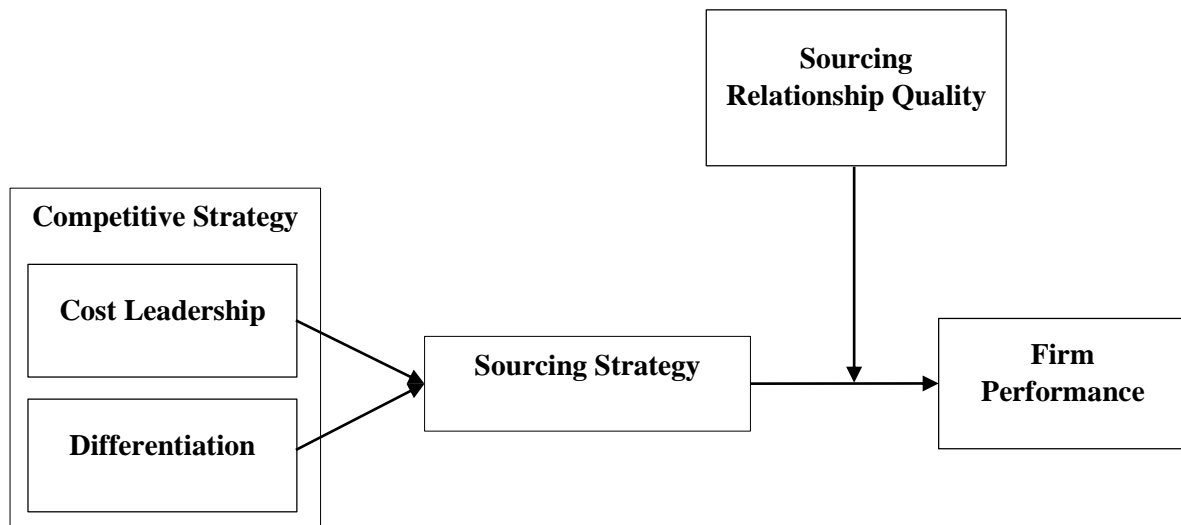 Sourcing
Relationship Quality
Competitive Strategy
Cost Leadership
Differentiation
Sourcing Strategy
Firm
Performance